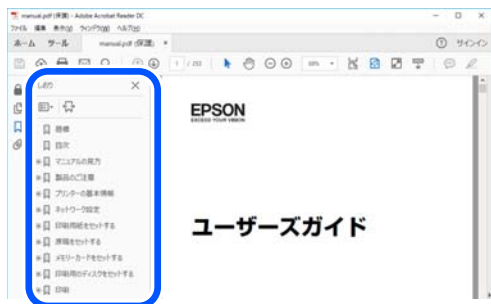 manual.pdf (保護) - Adobe Acrobat Reader DC
ファイル 編集 表示(V) ウィンドウ(W) ヘルプ(H)
ホーム ツール manual.pdf (保護) × サインイン
1 / 203
しおり ×
商標
目次
マニュアルの見方
製品のご注意
プリンターの基本情報
ネットワーク設定
印刷用紙をセットする
原稿をセットする
メモリーカードをセットする
印刷用のディスクをセットする
印刷
EPSON
EXCEED YOUR VISION
ユーザーズガイド